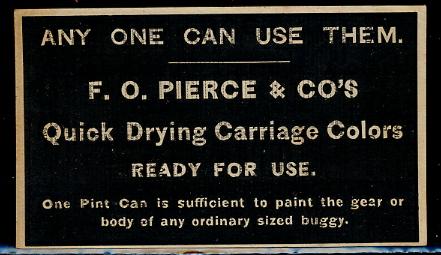 ANY ONE CAN USE THEM.
F. O. PIERCE & CO'S
Quick Drying Carriage Colors
READY FOR USE.
One Pint Can is sufficient to paint the gear or
body of any ordinary sized buggy.